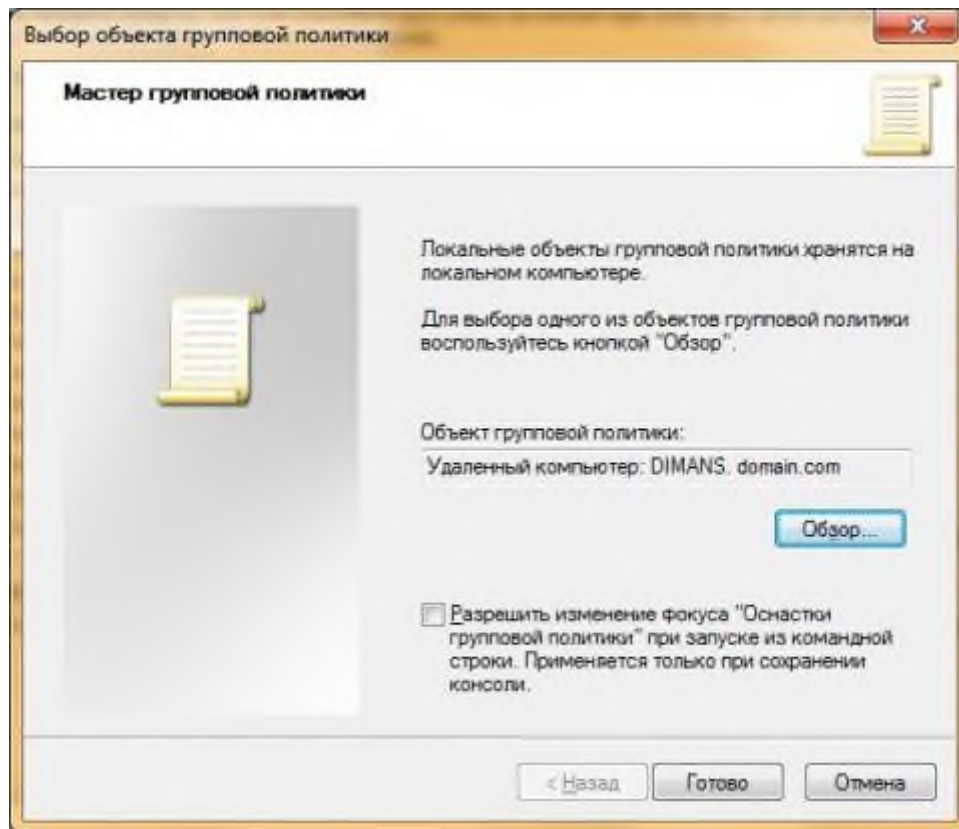 Выбор объекта групповой политики
Мастер групповой политики
Локальные объекты групповой политики хранятся на
локальном компьютере.
Для выбора одного из объектов групповой политики
воспользуйтесь кнопкой "Обзор".
Объект групповой политики:
Удаленный компьютер: DIMANS. domain.com
Обзор...
Разрешить изменение фокуса "Оснастки
групповой политики" при запуске из командной
строки. Применяется только при сохранении
консоли.
< Назад Готово Отмена